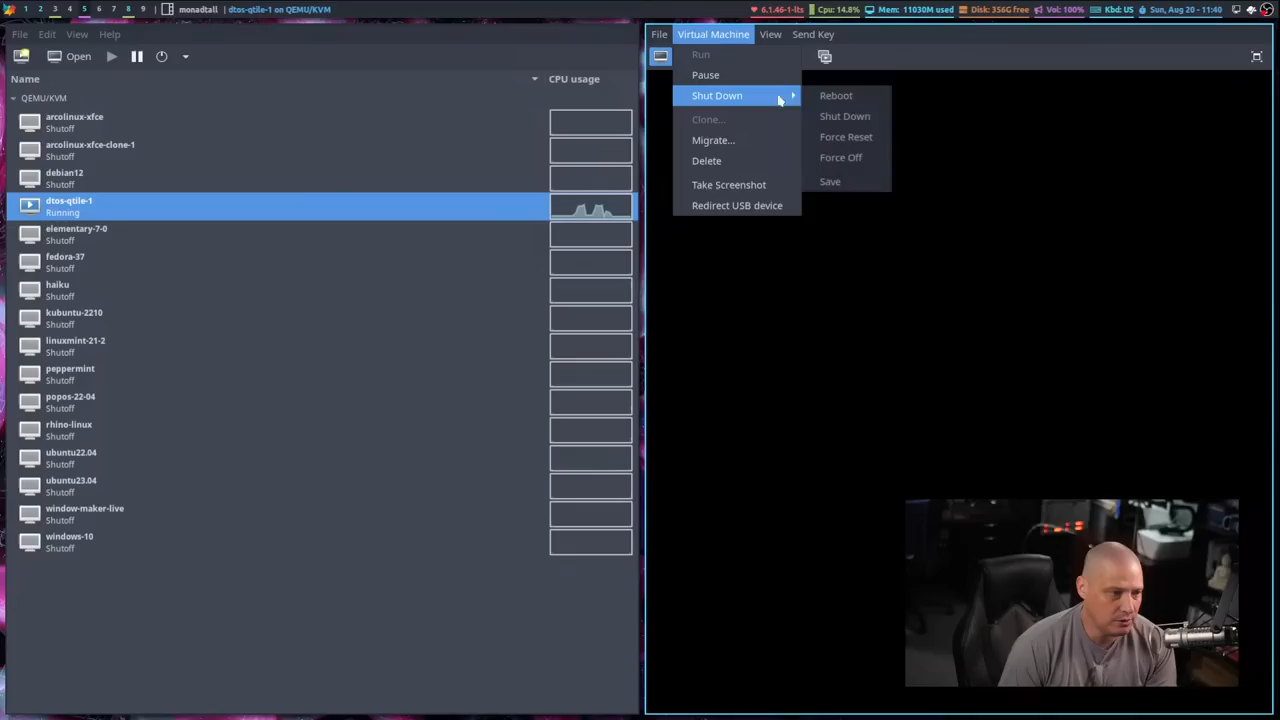 1 2 3 4 5 6 7 8 9 monadtall dtos-qtile-1 on QEMU/KVM 6.1.46-1-lts Cpu: 14.8% Mem: 11030M used Disk: 356G free Vol: 100% Kbd: US Sun, Aug 20 - 11:40
File Edit View Help
Open
Name CPU usage
QEMU/KVM
arcolinux-xfce
Shutoff
arcolinux-xfce-clone-1
Shutoff
debian12
Shutoff
dtos-qtile-1
Running
elementary-7-0
Shutoff
fedora-37
Shutoff
haiku
Shutoff
kubuntu-2210
Shutoff
linuxmint-21-2
Shutoff
peppermint
Shutoff
popos-22-04
Shutoff
rhino-linux
Shutoff
ubuntu22.04
Shutoff
ubuntu23.04
Shutoff
window-maker-live
Shutoff
windows-10
Shutoff
File Virtual Machine View Send Key
Run
Pause
Shut Down
Clone...
Migrate...
Delete
Take Screenshot
Redirect USB device
Reboot
Shut Down
Force Reset
Force Off
Save